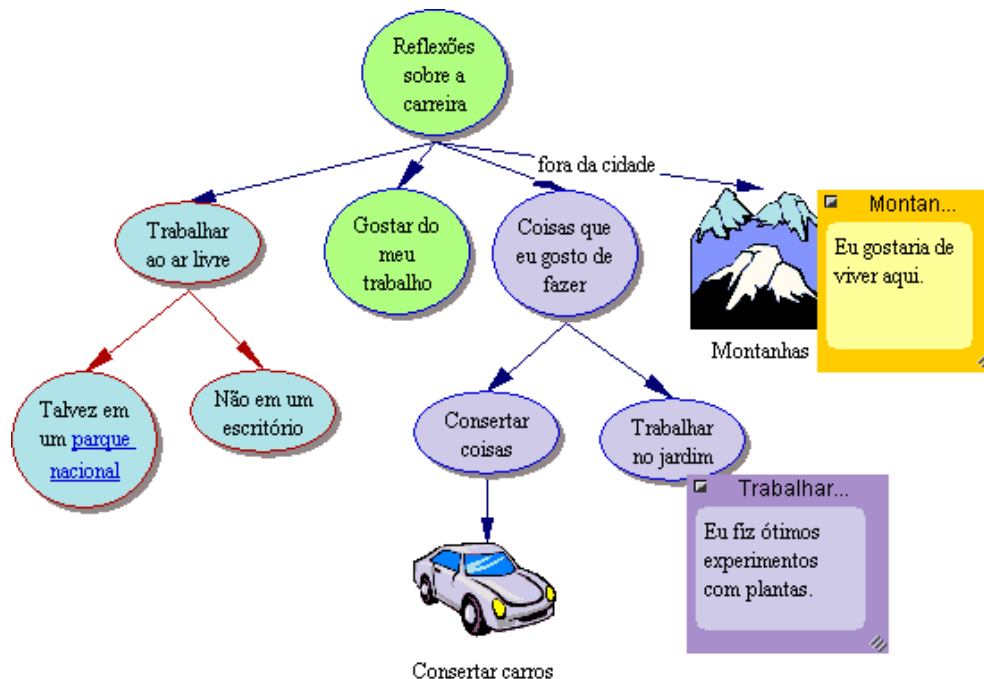 Reflexões
sobre a
carreira
fora da cidade
Trabalhar
ao ar livre
Gostar do
meu
trabalho
Coisas que
eu gosto de
fazer
Montanhas
Montan...
Eu gostaria de
viver aqui.
Talvez em
um parque
nacional
Não em um
escritório
Consertar
coisas
Trabalhar
no jardim
Trabalhar...
Eu fiz ótimos
experimentos
com plantas.
Consertar carros